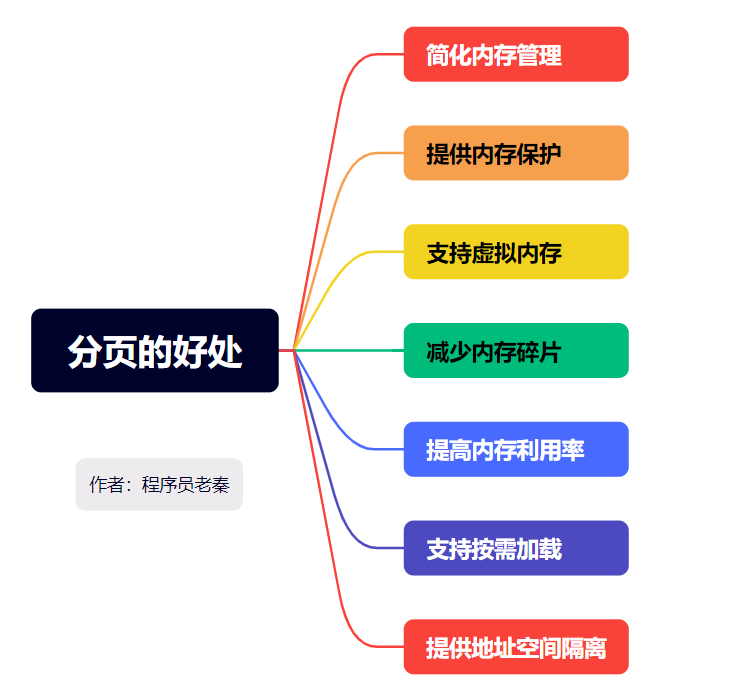 分页的好处
作者：程序员老秦
简化内存管理
提供内存保护
支持虚拟内存
减少内存碎片
提高内存利用率
支持按需加载
提供地址空间隔离